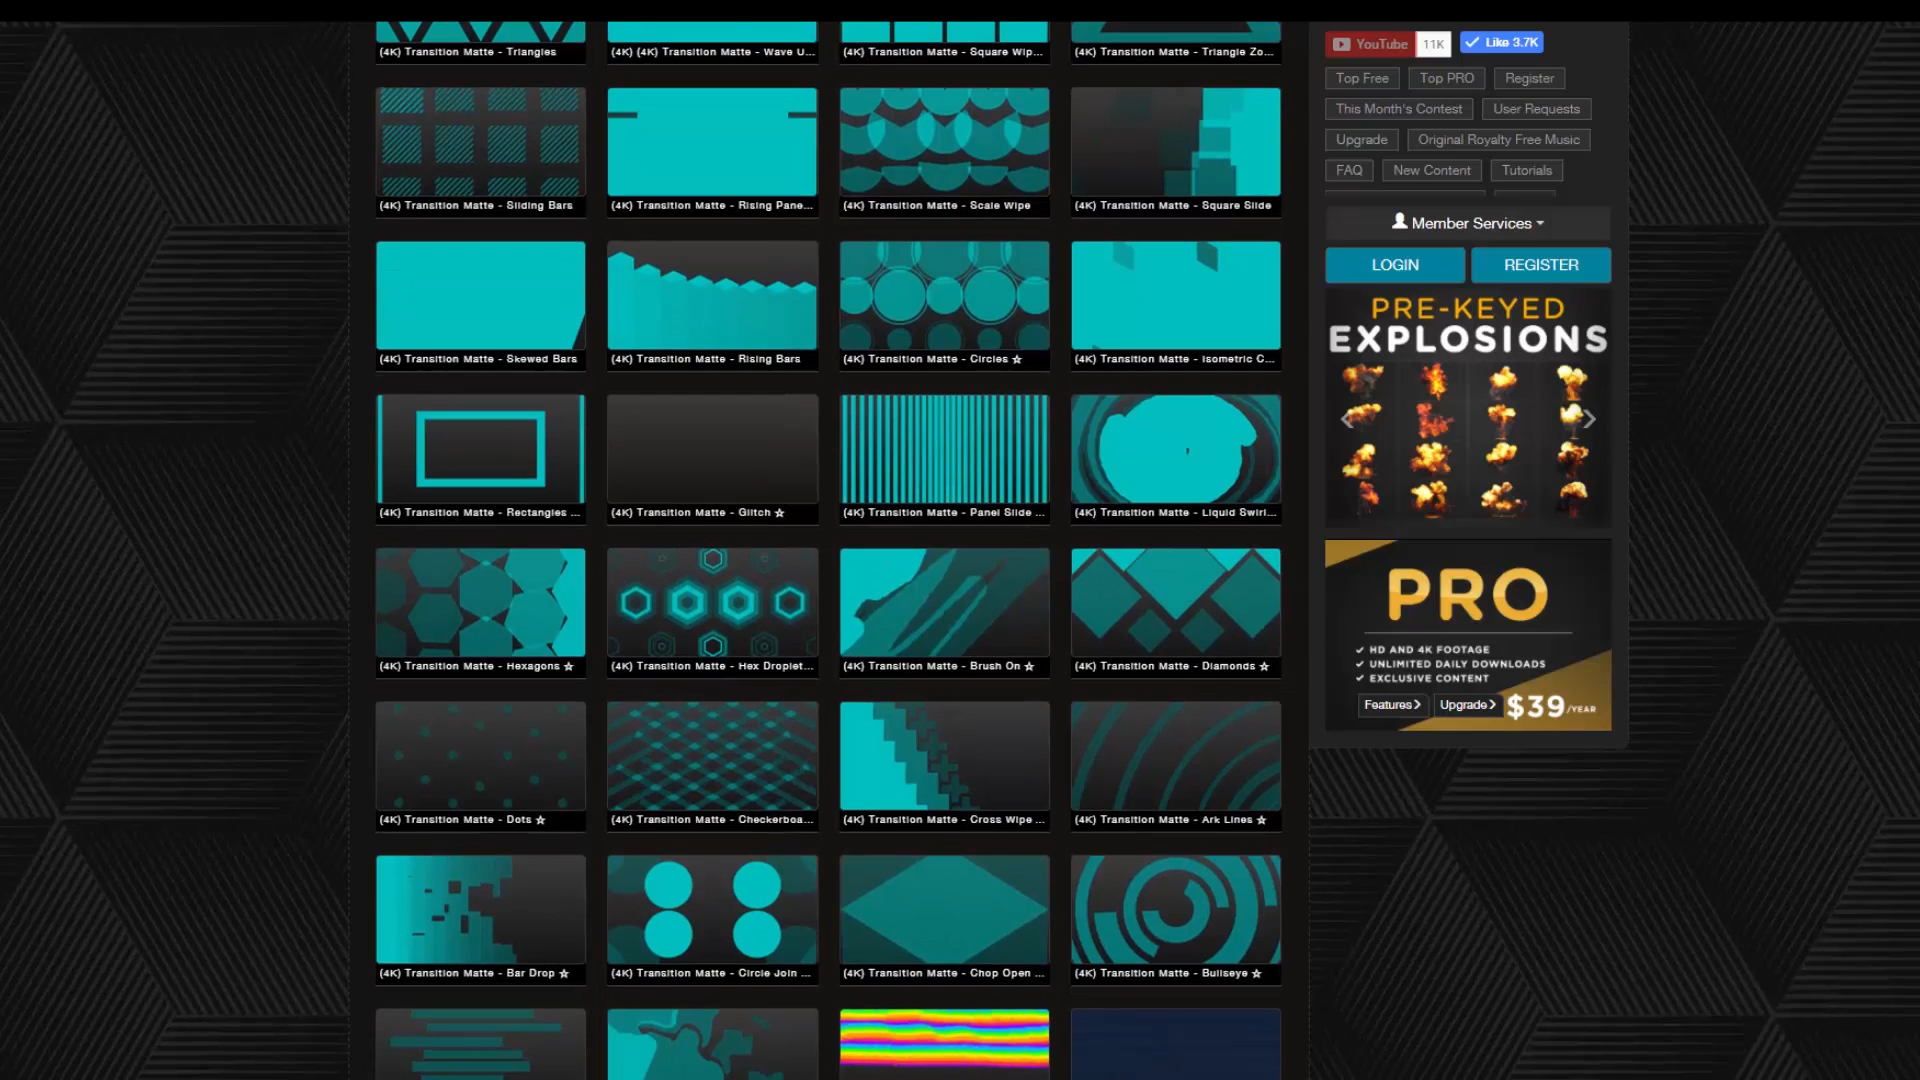 (4K) Transition Matte - Triangles
(4K) (4K) Transition Matte - Wave U...
(4K) Transition Matte - Square Wip...
(4K) Transition Matte - Triangle Zo...
(4K) Transition Matte - Sliding Bars
(4K) Transition Matte - Rising Pane...
(4K) Transition Matte - Scale Wipe
(4K) Transition Matte - Square Slide
(4K) Transition Matte - Skewed Bars
(4K) Transition Matte - Rising Bars
(4K) Transition Matte - Circles ☆
(4K) Transition Matte - Isometric C...
(4K) Transition Matte - Rectangles ...
(4K) Transition Matte - Glitch ☆
(4K) Transition Matte - Panel Slide ...
(4K) Transition Matte - Liquid Swirl...
(4K) Transition Matte - Hexagons ☆
(4K) Transition Matte - Hex Droplet...
(4K) Transition Matte - Brush On ☆
(4K) Transition Matte - Diamonds ☆
(4K) Transition Matte - Dots ☆
(4K) Transition Matte - Checkerboa...
(4K) Transition Matte - Cross Wipe ...
(4K) Transition Matte - Ark Lines ☆
(4K) Transition Matte - Bar Drop ☆
(4K) Transition Matte - Circle Join ...
(4K) Transition Matte - Chop Open ...
(4K) Transition Matte - Bullseye ☆
YouTube 11K Like 3.7K
Top Free Top PRO Register
This Month's Contest User Requests
Upgrade Original Royalty Free Music
FAQ New Content Tutorials
Member Services
LOGIN REGISTER
PRE-KEYED
EXPLOSIONS
PRO
✓ HD AND 4K FOOTAGE
✓ UNLIMITED DAILY DOWNLOADS
✓ EXCLUSIVE CONTENT
Features Upgrade $39/YEAR